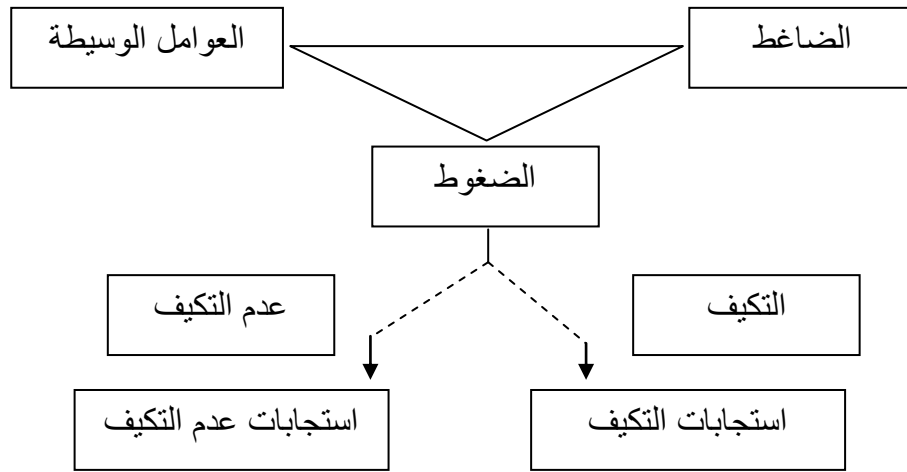 الضاغط
العوامل الوسيطة
الضغوط
التكيف
عدم التكيف
استجابات التكيف
استجابات عدم التكيف